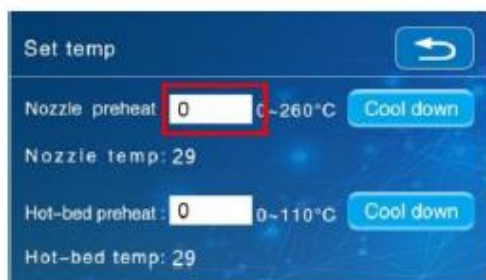 Set temp
Nozzle preheat 0 0~260°C Cool down
Nozzle temp: 29
Hot-bed preheat : 0 0~110°C Cool down
Hot-bed temp: 29